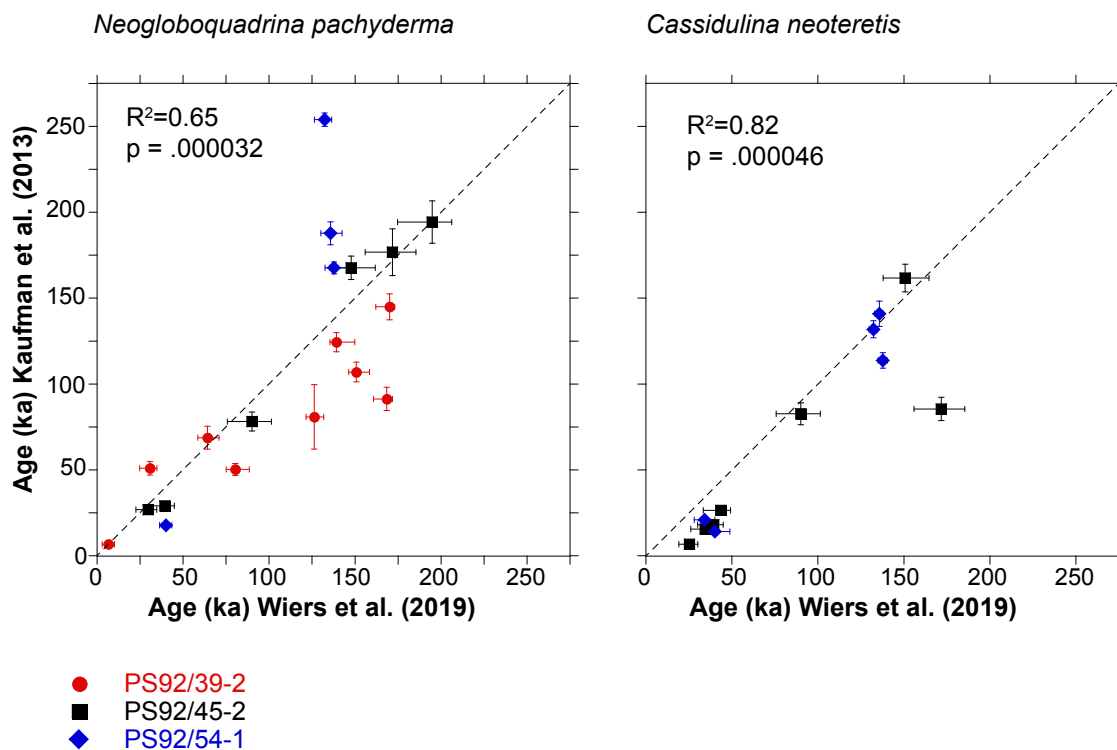 Neogloboquadrina pachyderma
Cassidulina neoteretis
R²=0.65
p = .000032
R²=0.82
p = .000046
Age (ka) Kaufman et al. (2013)
250
200
150
100
50
0
0 50 100 150 200 250
0 50 100 150 200 250
Age (ka) Wiers et al. (2019)
Age (ka) Wiers et al. (2019)
PS92/39-2
PS92/45-2
PS92/54-1